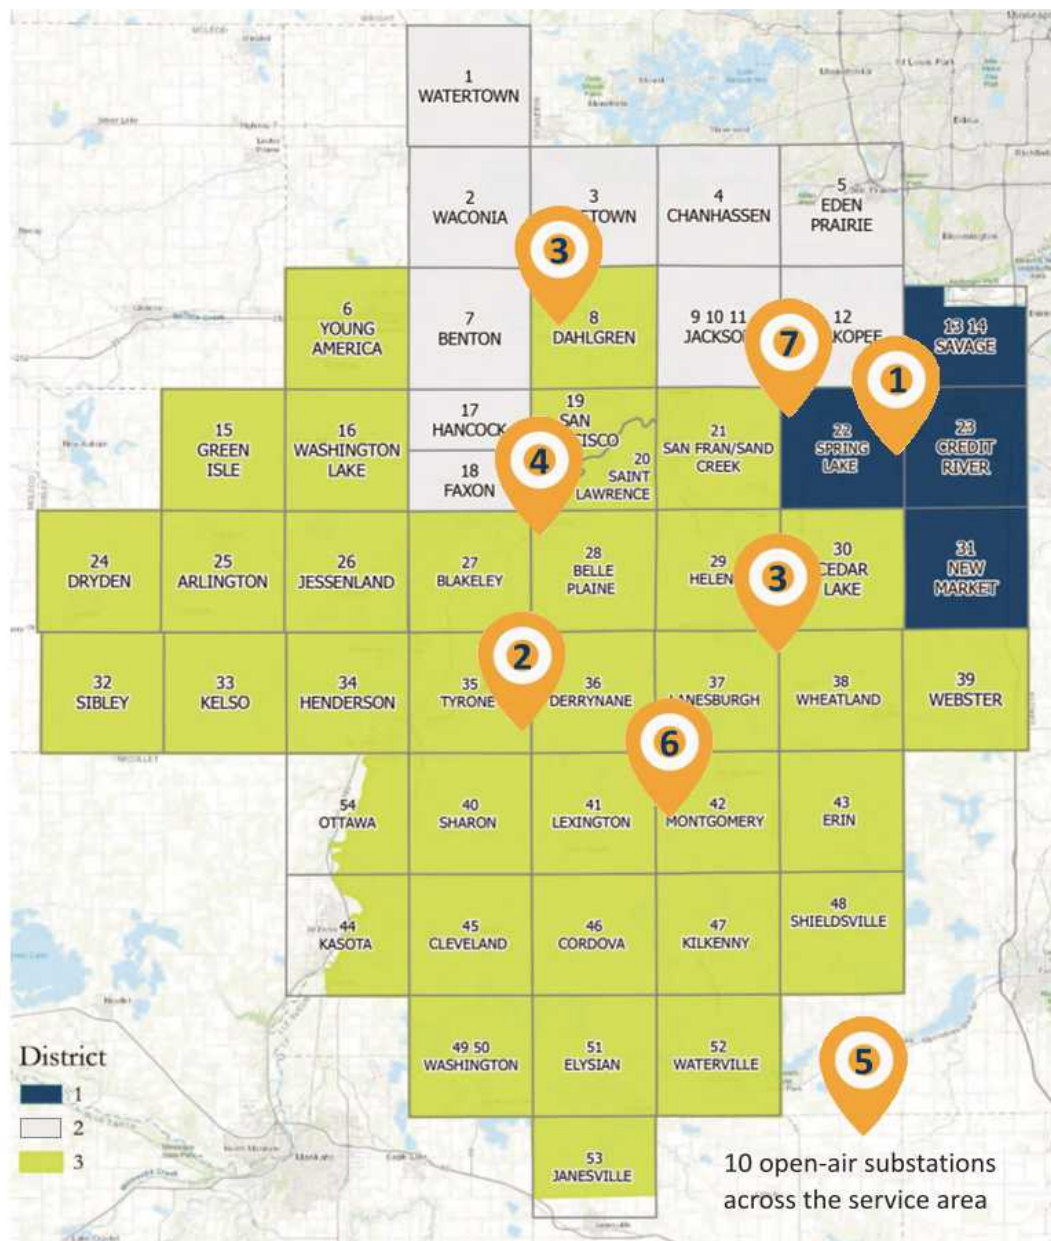 1
WATERTOWN
2
WACONIA
3
TOWN
4
CHANHASSEN
5
EDEN
PRAIRIE
3
6
YOUNG
AMERICA
7
BENTON
8
DAHLGREN
9 10 11
JACKSON
12
KOPEE
13 14
SAVAGE
7
1
15
GREEN
ISLE
16
WASHINGTON
LAKE
17
HANCOCK
18
FAXON
19
SAN
CISCO
20
SAINT
LAWRENCE
21
SAN FRAN/SAND
CREEK
22
SPRING
LAKE
23
CREDIT
RIVER
4
24
DRYDEN
25
ARLINGTON
26
JESSENLAND
27
BLAKELEY
28
BELLE
PLAINE
29
HELEN
30
CEDAR
LAKE
31
NEW
MARKET
3
32
SIBLEY
33
KELSO
34
HENDERSON
35
TYRONE
36
DERRYNANE
37
LANESBURGH
38
WHEATLAND
39
WEBSTER
2
6
54
OTTAWA
40
SHARON
41
LEXINGTON
42
MONTGOMERY
43
ERIN
44
KASOTA
45
CLEVELAND
46
CORDOVA
47
KILKENNY
48
SHIELDSVILLE
49 50
WASHINGTON
51
ELYSIAN
52
WATERVILLE
5
53
JANESVILLE
District
1
2
3
10 open-air substations
across the service area